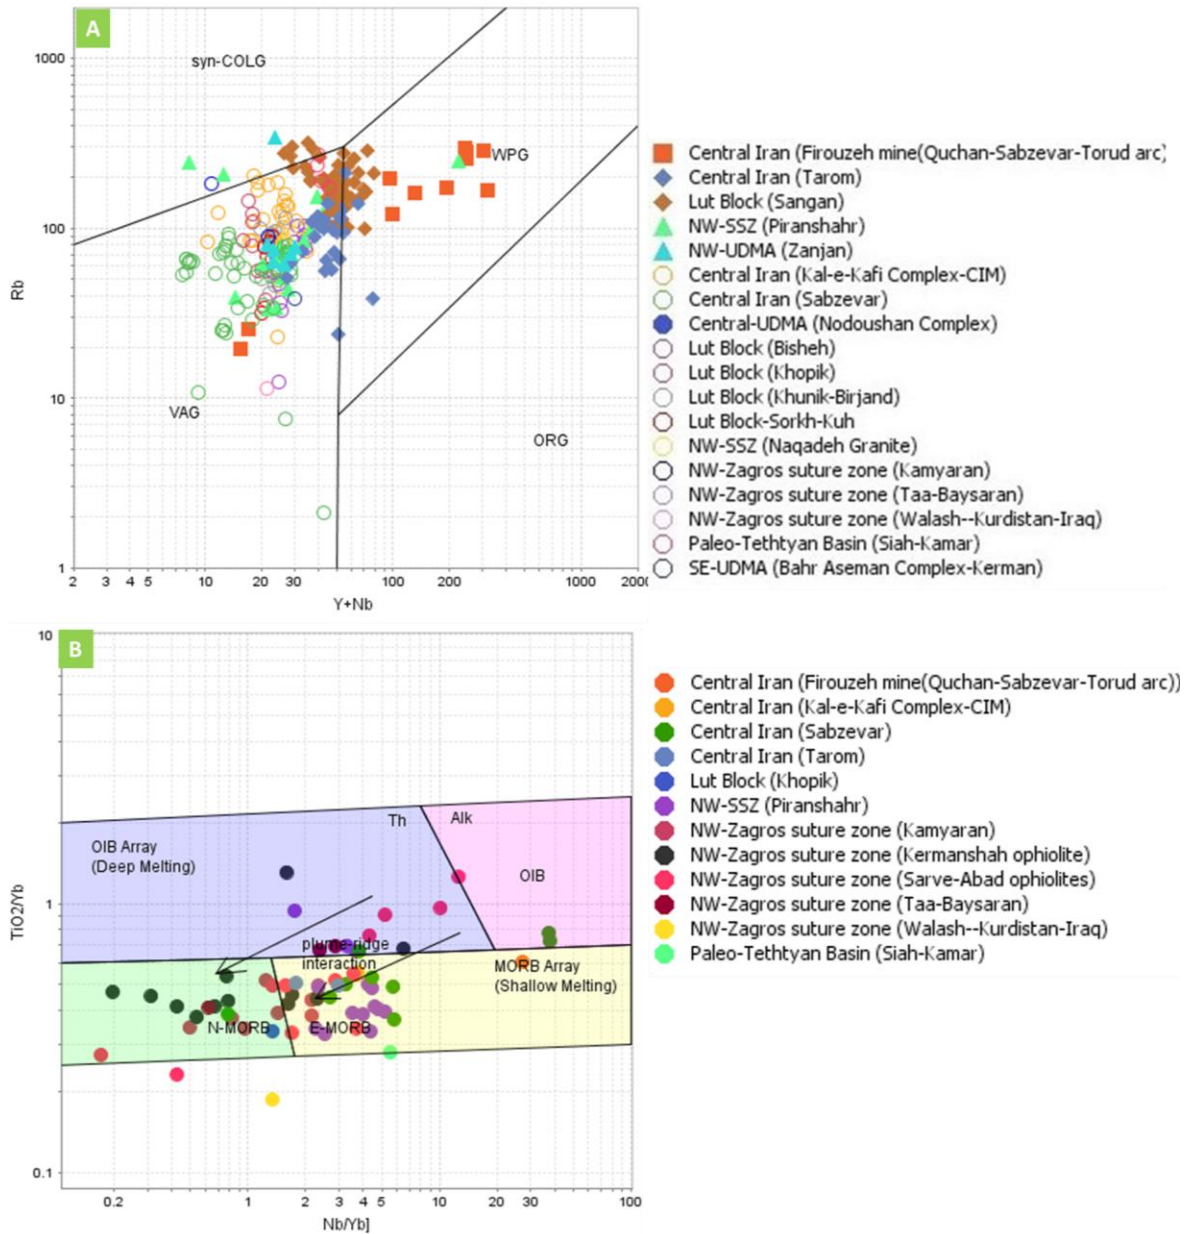 A
syn-COLG
WPG
VAG
ORG
Rb
1000
100
10
1
2 3 4 5 10 20 30 100 200 1000 200(
Y+Nb
Central Iran (Firouzeh mine(Quchan-Sabzevar-Torud arc)
Central Iran (Tarom)
Lut Block (Sangan)
NW-SSZ (Piranshahr)
NW-UDMA (Zanjan)
Central Iran (Kal-e-Kafi Complex-CIM)
Central Iran (Sabzevar)
Central-UDMA (Nodoushan Complex)
Lut Block (Bisheh)
Lut Block (Khopik)
Lut Block (Khunik-Birjand)
Lut Block-Sorkh-Kuh
NW-SSZ (Naqadeh Granite)
NW-Zagros suture zone (Kamyaran)
NW-Zagros suture zone (Taa-Baysaran)
NW-Zagros suture zone (Walash--Kurdistan-Iraq)
Paleo-Tethtyan Basin (Siah-Kamar)
SE-UDMA (Bahr Aseman Complex-Kerman)
B
10
1
0.1
TiO2/Yb
OIB Array
(Deep Melting)
Th
Alk
OIB
plume-ridge
interaction
MORB Array
(Shallow Melting)
N-MORB
E-MORB
0.2 1 2 3 4 5 10 20 30 100
Nb/Yb]
Central Iran (Firouzeh mine(Quchan-Sabzevar-Torud arc))
Central Iran (Kal-e-Kafi Complex-CIM)
Central Iran (Sabzevar)
Central Iran (Tarom)
Lut Block (Khopik)
NW-SSZ (Piranshahr)
NW-Zagros suture zone (Kamyaran)
NW-Zagros suture zone (Kermanshah ophiolite)
NW-Zagros suture zone (Sarve-Abad ophiolites)
NW-Zagros suture zone (Taa-Baysaran)
NW-Zagros suture zone (Walash--Kurdistan-Iraq)
Paleo-Tethtyan Basin (Siah-Kamar)